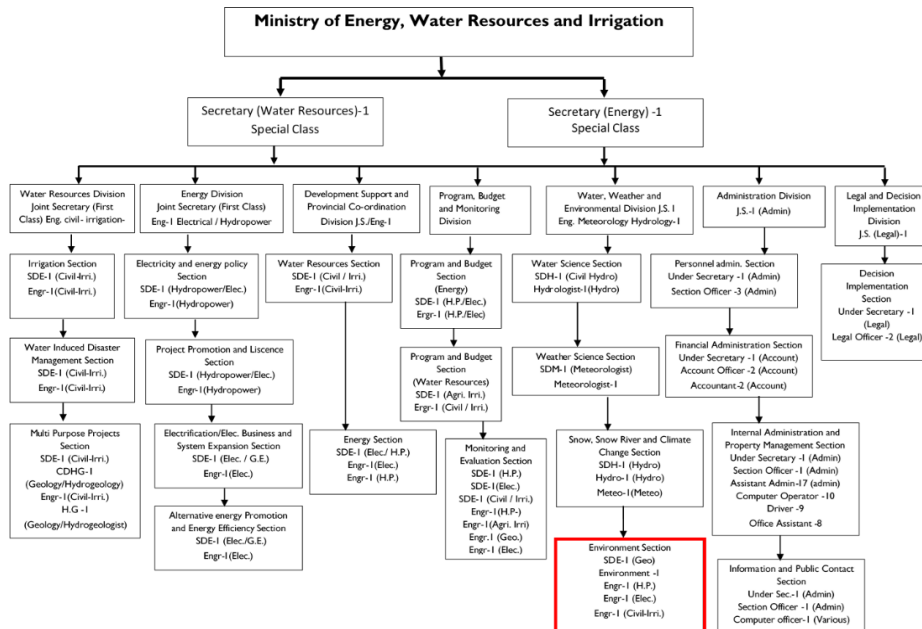 Ministry of Energy, Water Resources and Irrigation
Secretary (Water Resources)-1
Special Class
Secretary (Energy) -1
Special Class
Water Resources Division
Joint Secretary (First
Class) Eng. civil- irrigation-
Irrigation Section
SDE-1 (Civil-Irri.)
Engr-1(Civil-Irri.)
Water Induced Disaster
Management Section
SDE-1 (Civil-Irri.)
Engr-1(Civil-Irri.)
Multi Purpose Projects
Section
SDE-1 (Civil-Irri.)
CDHG-1
(Geology/Hydrogeology)
Engr-1(Civil-Irri.)
H.G -1
(Geology/Hydrogeologist)
Energy Division
Joint Secretary (First Class)
Eng-1 Electrical / Hydropower
Electricity and energy policy
Section
SDE-1 (Hydropower/Elec.)
Engr-1(Hydropower)
Project Promotion and Liscence
Section
SDE-1 (Hydropower/Elec.)
Engr-1(Hydropower)
Electrification/Elec. Business and
System Expansion Section
SDE-1 (Elec. / G.E.)
Engr-1(Elec.)
Alternative energy Promotion
and Energy Efficiency Section
SDE-1 (Elec./G.E.)
Engr-1(Elec.)
Development Support and
Provincial Co-ordination
Division J.S./Eng-1
Water Resources Section
SDE-1 (Civil / Irri.)
Engr-1(Civil-Irri.)
Energy Section
SDE-1 (Elec./ H.P.)
Engr-1(Elec.)
Engr-1 (H.P.)
Program, Budget
and Monitoring
Division
Program and Budget
Section
(Energy)
SDE-1 (H.P./Elec.)
Ergr-1 (H.P./Elec)
Program and Budget
Section
(Water Resources)
SDE-1 (Agri. Irri.)
Ergr-1 (Civil / Irri.)
Monitoring and
Evaluation Section
SDE-1 (H.P.)
SDE-1(Elec.)
SDE-1 (Civil / Irri.)
Engr-1(H.P-)
Engr-1(Agri. Irri)
Engr.1 (Geo.)
Engr-1 (Elec.)
Water, Weather and
Environmental Division J.S.1
Eng. Meteorology Hydrology-1
Water Science Section
SDH-1 (Civil Hydro)
Hydrologist-1(Hydro)
Weather Science Section
SDM-1 (Meteorologist)
Meteorologist-1
Snow, Snow River and Climate
Change Section
SDH-1 (Hydro)
Hydro-1 (Hydro)
Meteo-1(Meteo)
Environment Section
SDE-1 (Geo)
Environment -1
Engr-1 (H.P.)
Engr-1 (Elec.)
Engr-1 (Civil-Irri.)
Administration Division
J.S.-1 (Admin)
Personnel admin. Section
Under Secretary -1 (Admin)
Section Officer -3 (Admin)
Financial Administration Section
Under Secretary -1 (Account)
Account Officer -2 (Account)
Accountant-2 (Account)
Internal Administration and
Property Management Section
Under Secretary -1 (Admin)
Section Officer -1 (Admin)
Assistant Admin-17 (admin)
Computer Operator -10
Driver -9
Office Assistant -8
Information and Public Contact
Section
Under Sec.-1 (Admin)
Section Officer -1 (Admin)
Computer officer-1 (Various)
Legal and Decision
Implementation
Division
J.S. (Legal)-1
Decision
Implementation
Section
Under Secretary -1
(Legal)
Legal Officer -2 (Legal)